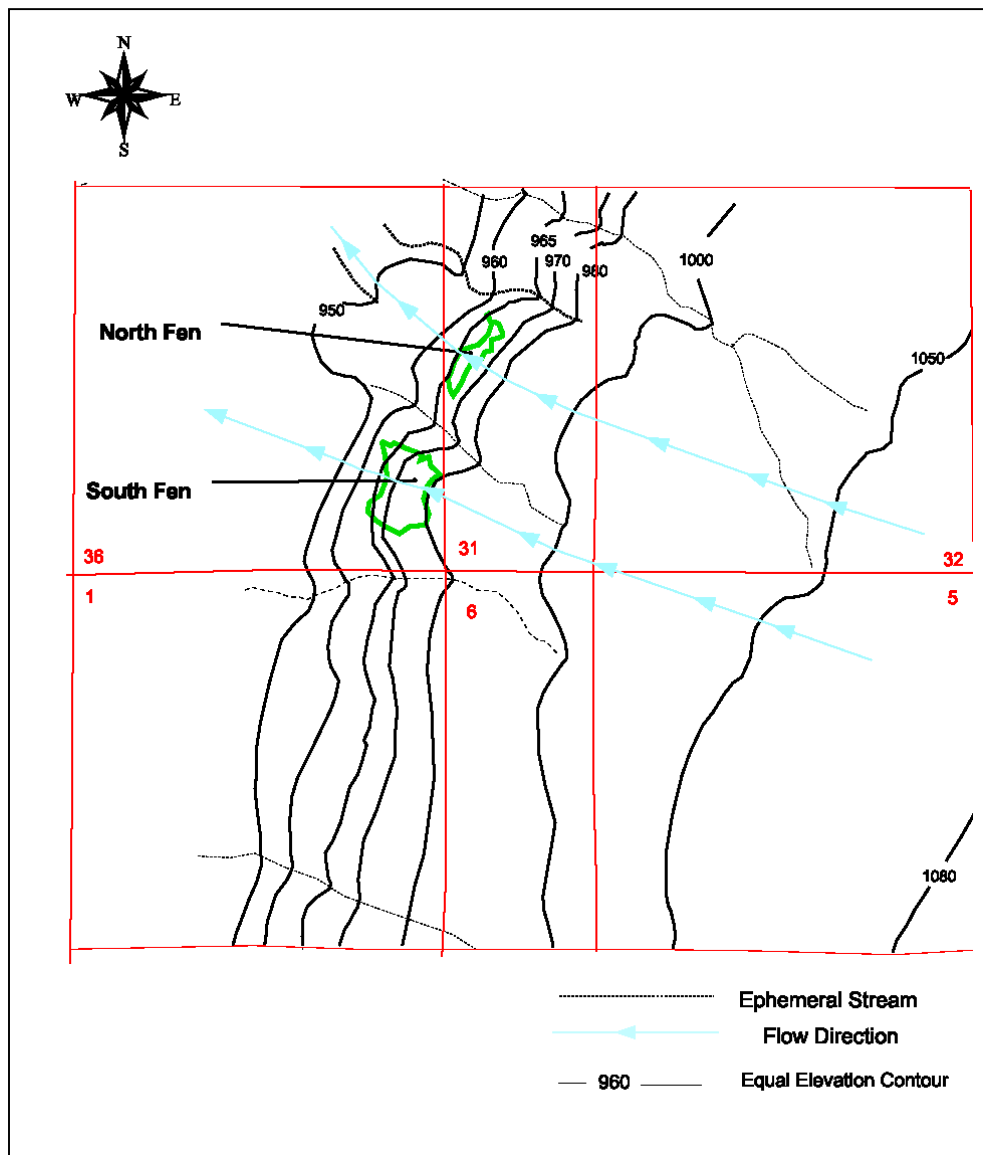 N
W E
S
960
965
970
980
1000
950
North Fen
1050
South Fen
36 31 32
1 6 5
1080
Ephemeral Stream
Flow Direction
960 Equal Elevation Contour